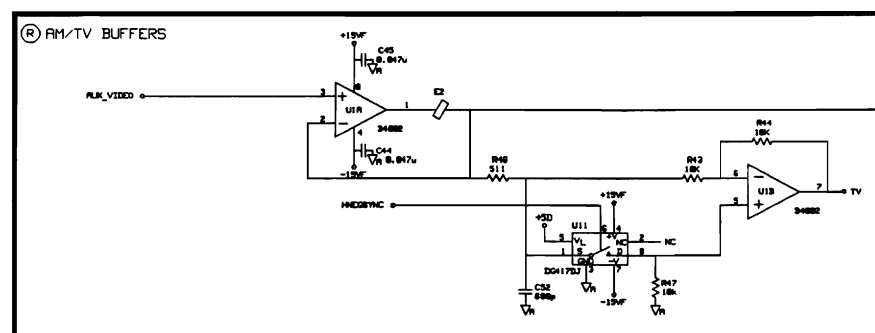 R AM/TV BUFFERS
+15VF
C45
0.047u
A
AUX_VIDEO
3
+
8
U1A
1
E2
2
-
4
34082
C44
0.047u
A
-15VF
R48
511
R43
10K
R44
10K
6
-
U1B
7
TV
5
+
34082
HNEGSYNC
+15VF
+5D
U11
6
4
5
VL
+V
NC
2
NC
1
S
D
8
GND
-V
DG417DJ
3
7
A
-15VF
C52
680p
A
R47
10k
A